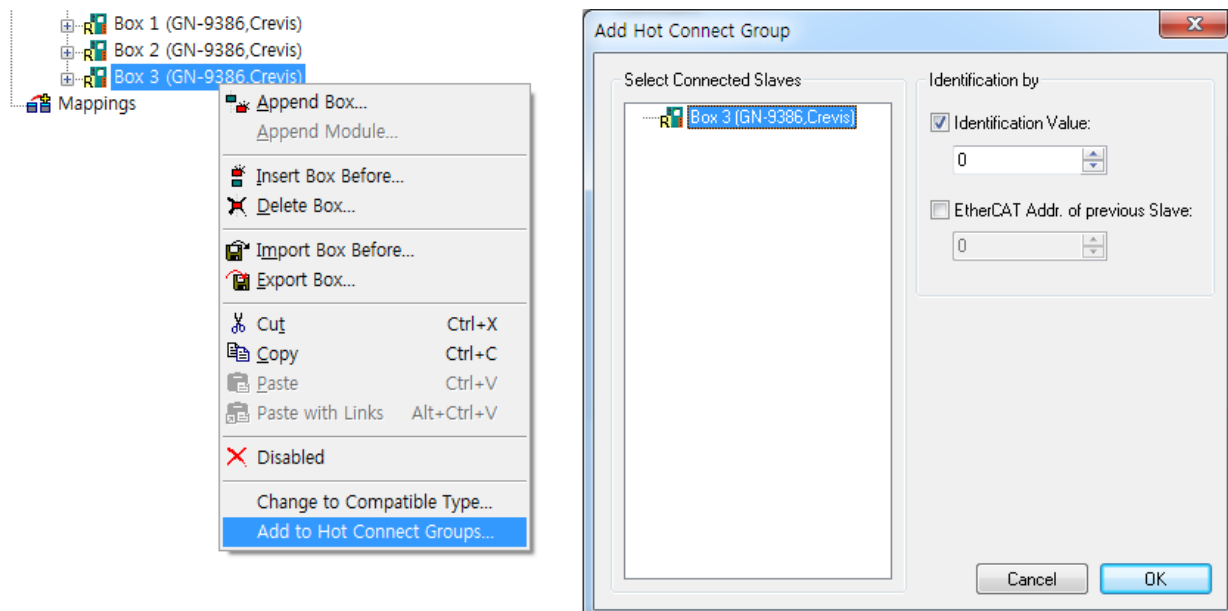 Box 1 (GN-9386,Crevis)
Box 2 (GN-9386,Crevis)
Box 3 (GN-9386,Crevis)
Mappings
Append Box...
Append Module...
Insert Box Before...
Delete Box...
Import Box Before...
Export Box...
Cut Ctrl+X
Copy Ctrl+C
Paste Ctrl+V
Paste with Links Alt+Ctrl+V
Disabled
Change to Compatible Type...
Add to Hot Connect Groups...
Add Hot Connect Group
Select Connected Slaves
Box 3 (GN-9386,Crevis)
Identification by
Identification Value:
0
EtherCAT Addr. of previous Slave:
0
Cancel OK